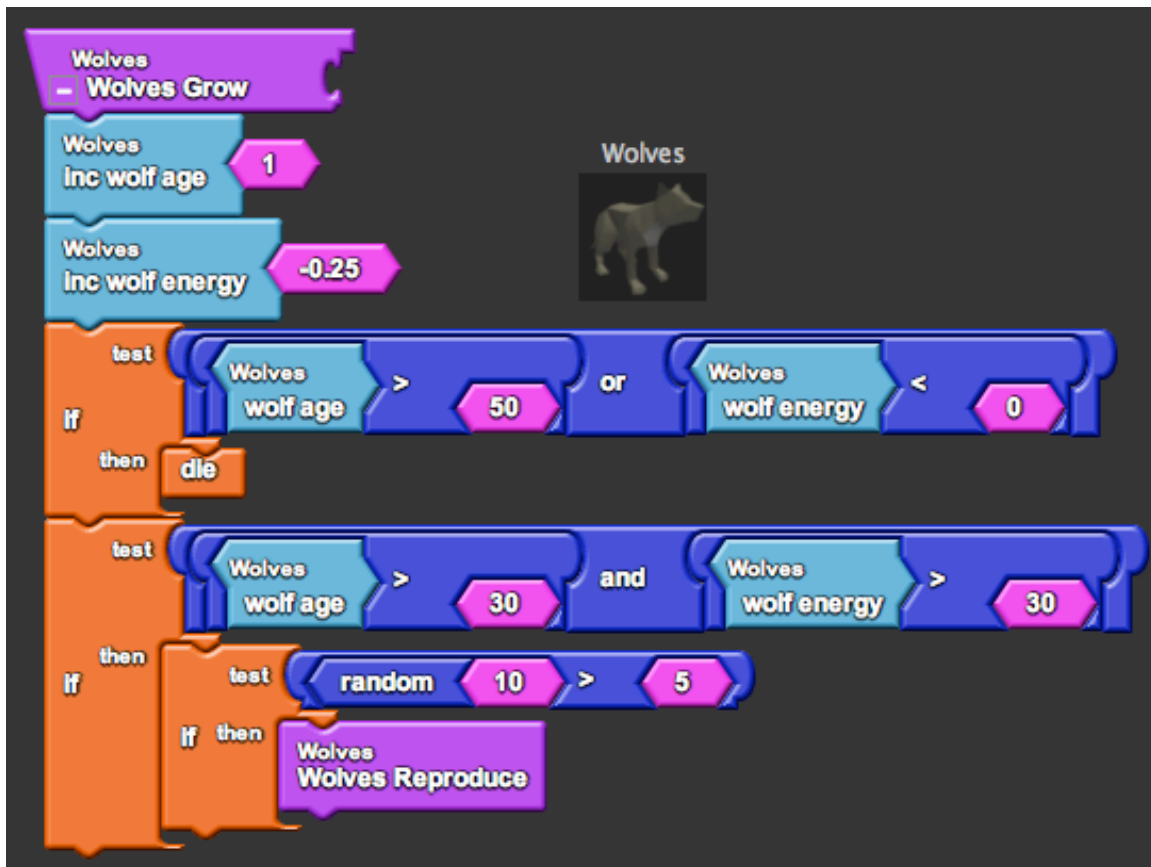 Wolves
– Wolves Grow
Wolves
inc wolf age 1
Wolves
Wolves
inc wolf energy -0.25
test Wolves wolf age > 50 or Wolves wolf energy < 0
if
then die
test Wolves wolf age > 30 and Wolves wolf energy > 30
then
if
test random 10 > 5
if then Wolves
Wolves Reproduce